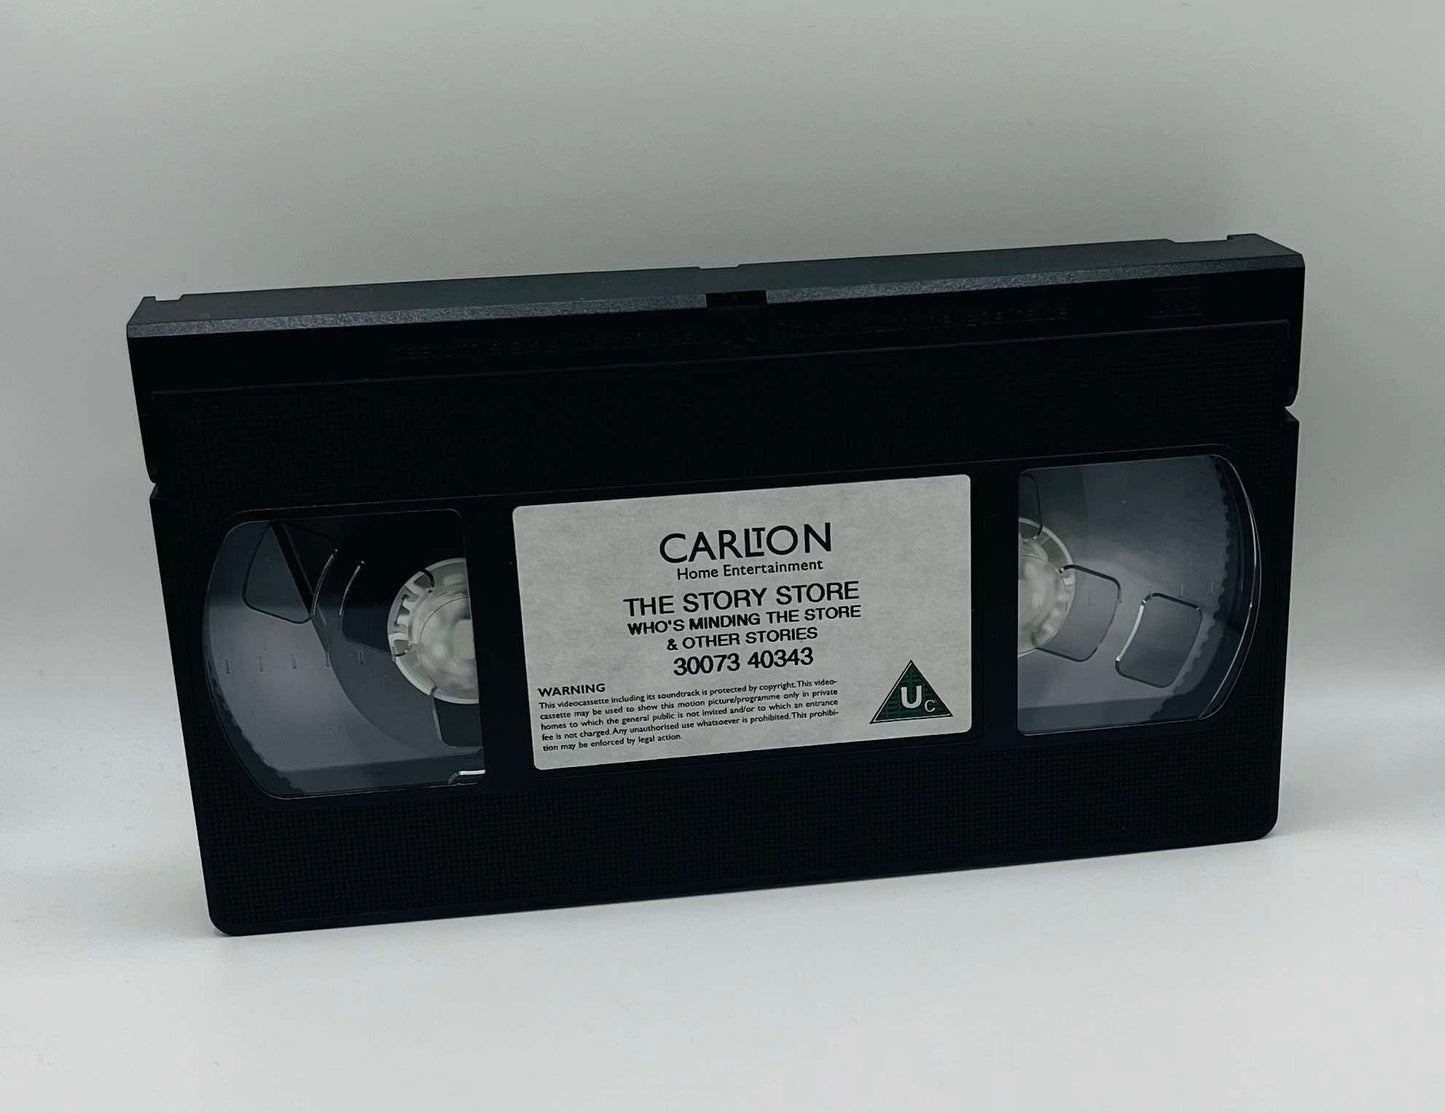 CARLTON
Home Entertainment
THE STORY STORE
WHO'S MINDING THE STORE
& OTHER STORIES
30073 40343
WARNING
This videocassette including its soundtrack is protected by copyright. This video-
cassette may be used to show this motion picture/programme only in private
homes to which the general public is not invited and/or to which an entrance
fee is not charged. Any unauthorised use whatsoever is prohibited. This prohibi-
tion may be enforced by legal action.
UC